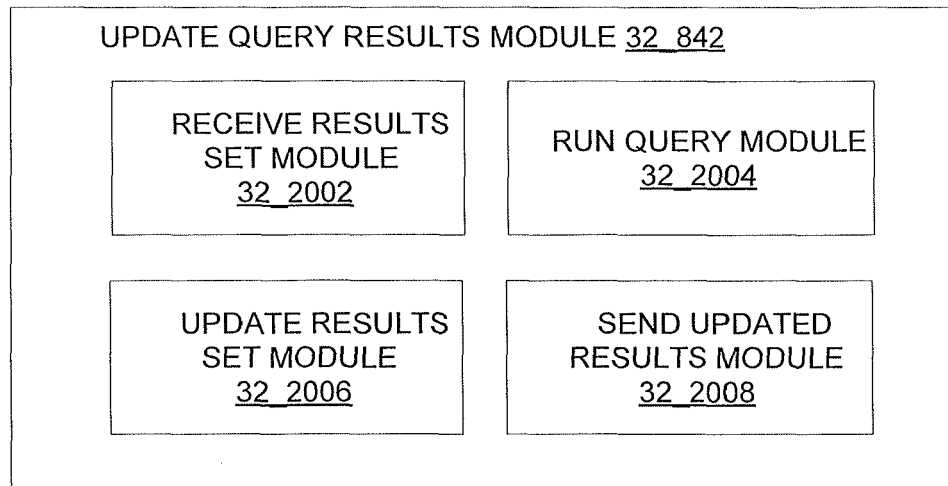 UPDATE QUERY RESULTS MODULE 32_842
RECEIVE RESULTS
SET MODULE
32_2002
RUN QUERY MODULE
32_2004
UPDATE RESULTS
SET MODULE
32_2006
SEND UPDATED
RESULTS MODULE
32_2008